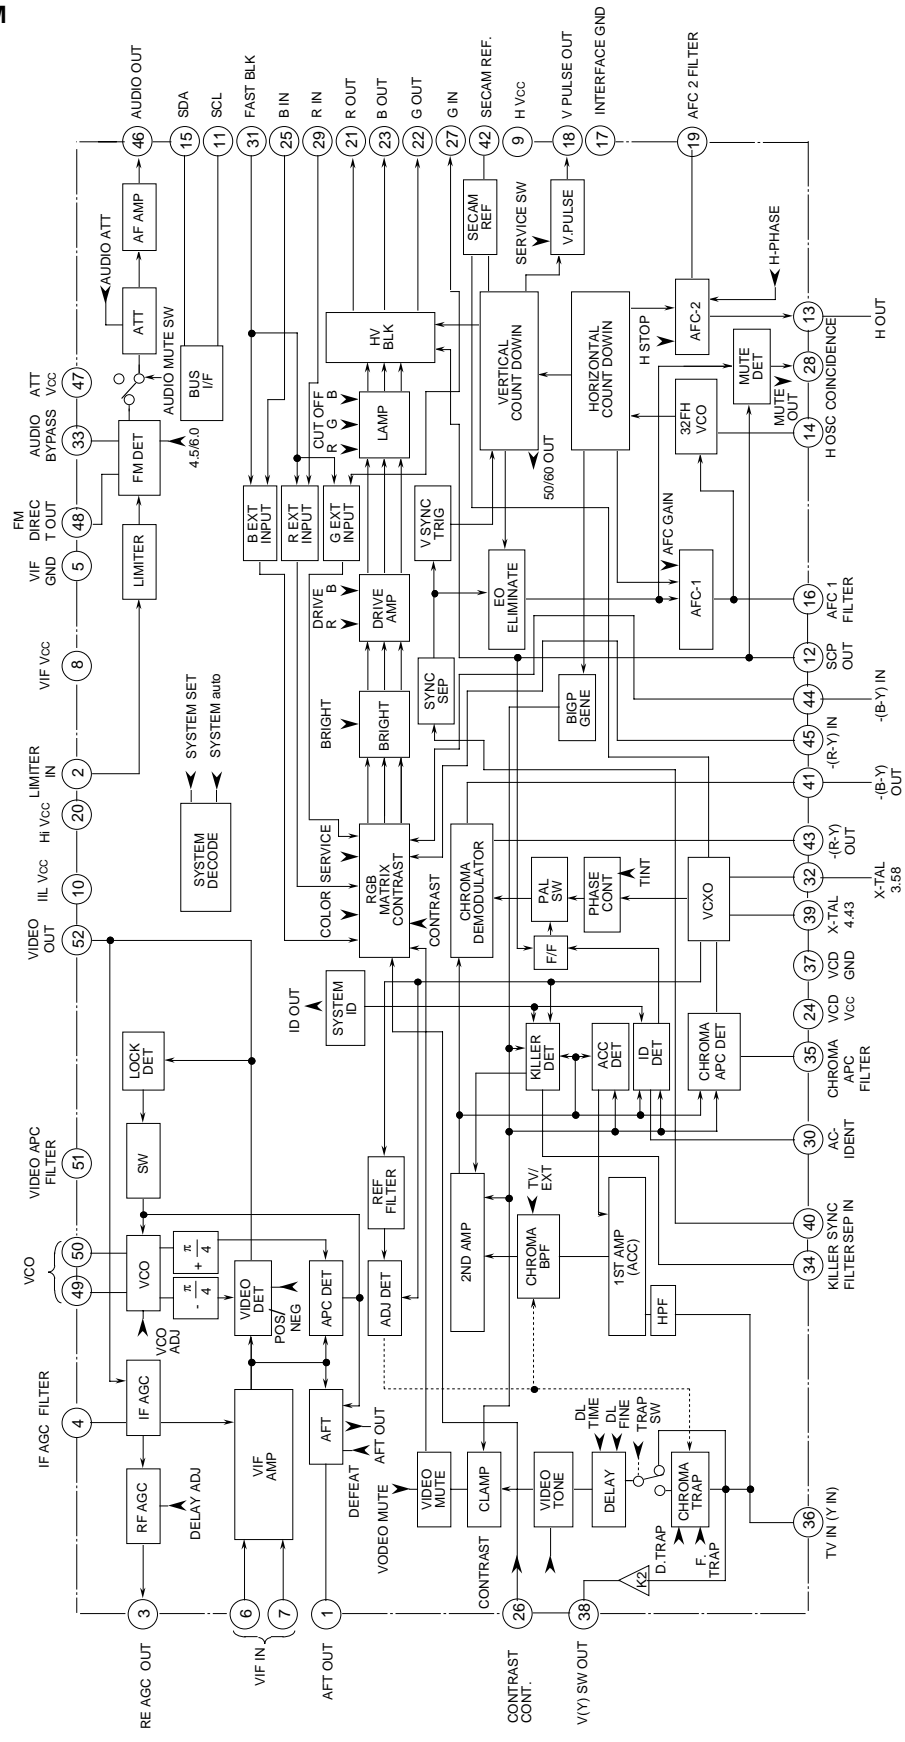 M
46
AUDIO OUT
15
SDA
11
SCL
31
FAST BLK
25
B IN
29
R IN
21
R OUT
23
B OUT
22
G OUT
27
G IN
42
SECAM REF.
9
H Vcc
18
V PULSE OUT
17
INTERFACE GND
19
AFC 2 FILTER
AF AMP
AUDIO ATT
ATT
AUDIO MUTE SW
BUS
I/F
FM DET
4.5/6.0
LIMITER
47
ATT
Vcc
33
AUDIO
BYPASS
48
FM
DIREC
T OUT
5
VIF
GND
8
VIF Vcc
2
LIMITER
IN
20
Hi Vcc
10
IIL Vcc
52
VIDEO
OUT
51
VIDEO APC
FILTER
50
49
VCO
4
IF AGC FILTER
SECAM
REF
SERVICE SW
V.PULSE
HV
BLK
VERTICAL
COUNT DOWIN
50/60 OUT
HORIZONTAL
COUNT DOWIN
H STOP
AFC-2
H-PHASE
MUTE
DET
MUTE
OUT
32FH
VCO
CUT OFF
R G B
LAMP
B EXT
INPUT
R EXT
INPUT
G EXT
INPUT
V SYNC
TRIG
EO
ELIMINATE
AFC GAIN
AFC-1
DRIVE
R B
DRIVE
AMP
SYNC
SEP
BIGP
GENE
BRIGHT
BRIGHT
SYSTEM SET
SYSTEM auto
SYSTEM
DECODE
COLOR SERVICE
RGB
MATRIX
CONTRAST
CONTRAST
CHROMA
DEMODULATOR
PAL
SW
PHASE
CONT
TINT
VCXO
F/F
ID OUT
SYSTEM
ID
KILLER
DET
ACC
DET
ID
DET
CHROMA
APC DET
LOCK
DET
SW
VCO
VCO
ADJ
π
4
+
π
4
-
VIDEO
DET
POS/
NEG
APC DET
REF
FILTER
ADJ DET
2ND AMP
TV/
EXT
CHROMA
BPF
1ST AMP
(ACC)
HPF
IF AGC
RF AGC
DELAY ADJ
VIF
AMP
AFT
DEFEAT
AFT OUT
VODEO MUTE
VIDEO
MUTE
CLAMP
CONTRAST
VIDEO
TONE
DELAY
DL
TIME
DL
FINE
TRAP
SW
CHROMA
TRAP
D.TRAP
F.
TRAP
K2
13
H OUT
28
COINCIDENCE
14
H OSC
16
AFC 1
FILTER
12
SCP
OUT
44
-(B-Y) IN
45
-(R-Y) IN
41
-(B-Y)
OUT
43
-(R-Y)
OUT
32
X-TAL
3.58
39
X-TAL
4.43
37
VCD
GND
24
VCD
Vcc
35
CHROMA
APC
FILTER
30
AC-
IDENT
40
SYNC
SEP IN
34
KILLER
FILTER
36
TV IN (Y IN)
3
RE AGC OUT
6
7
VIF IN
1
AFT OUT
26
CONTRAST
CONT.
38
V(Y) SW OUT